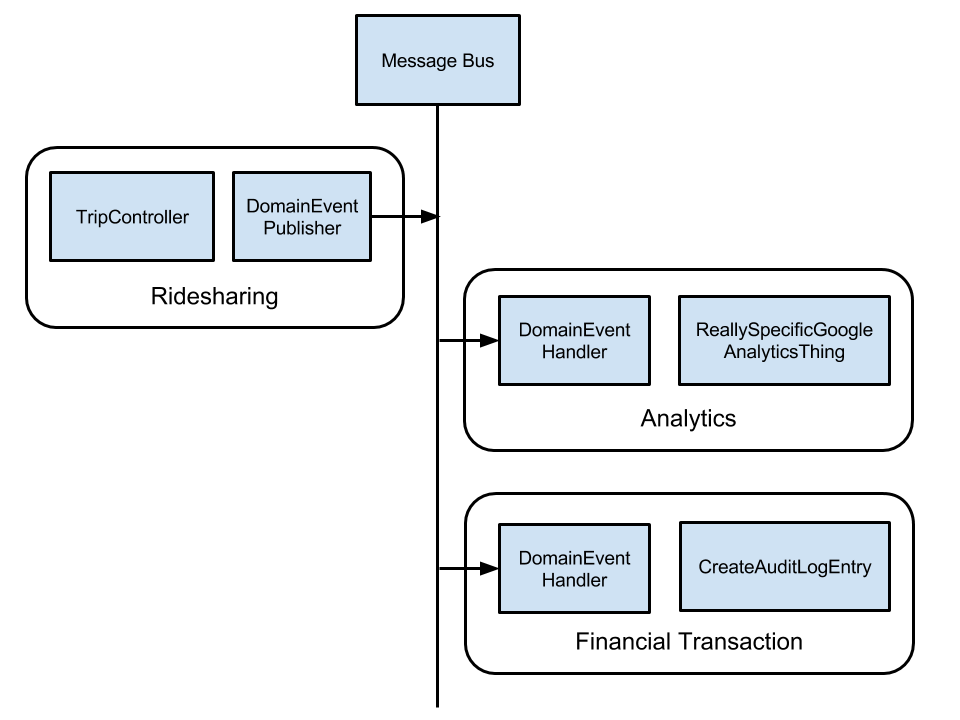 Message Bus
TripController
DomainEvent
Publisher
Ridesharing
DomainEvent
Handler
ReallySpecificGoogle
AnalyticsThing
Analytics
DomainEvent
Handler
CreateAuditLogEntry
Financial Transaction